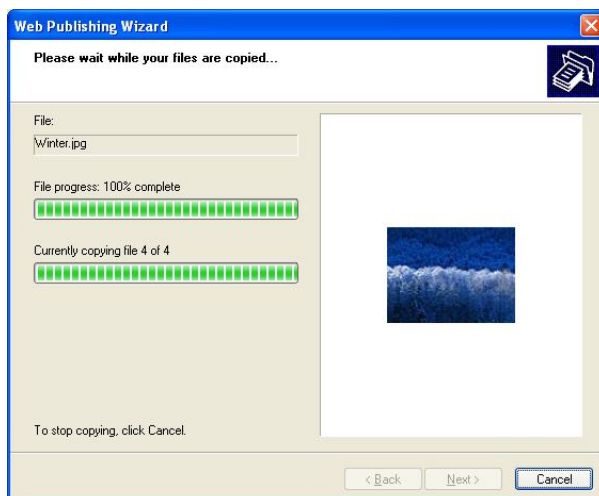 Web Publishing Wizard
Please wait while your files are copied...
File:
Winter.jpg
File progress: 100% complete
Currently copying file 4 of 4
To stop copying, click Cancel.
< Back
Next >
Cancel